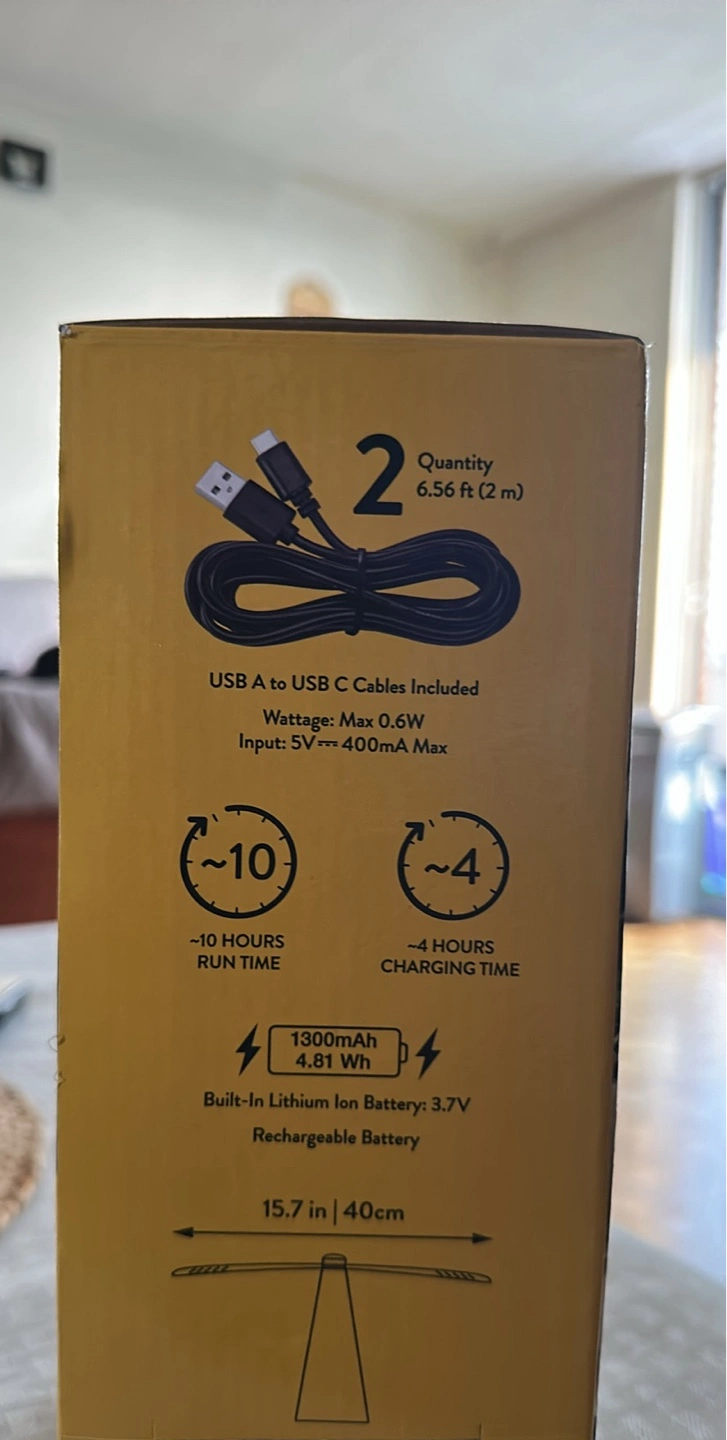 2
Quantity
6.56 ft (2 m)
USB A to USB C Cables Included
Wattage: Max 0.6W
Input: 5V⎓400mA Max
~10
~4
~10 HOURS
RUN TIME
~4 HOURS
CHARGING TIME
1300mAh
4.81 Wh
Built-In Lithium Ion Battery: 3.7V
Rechargeable Battery
15.7 in | 40cm